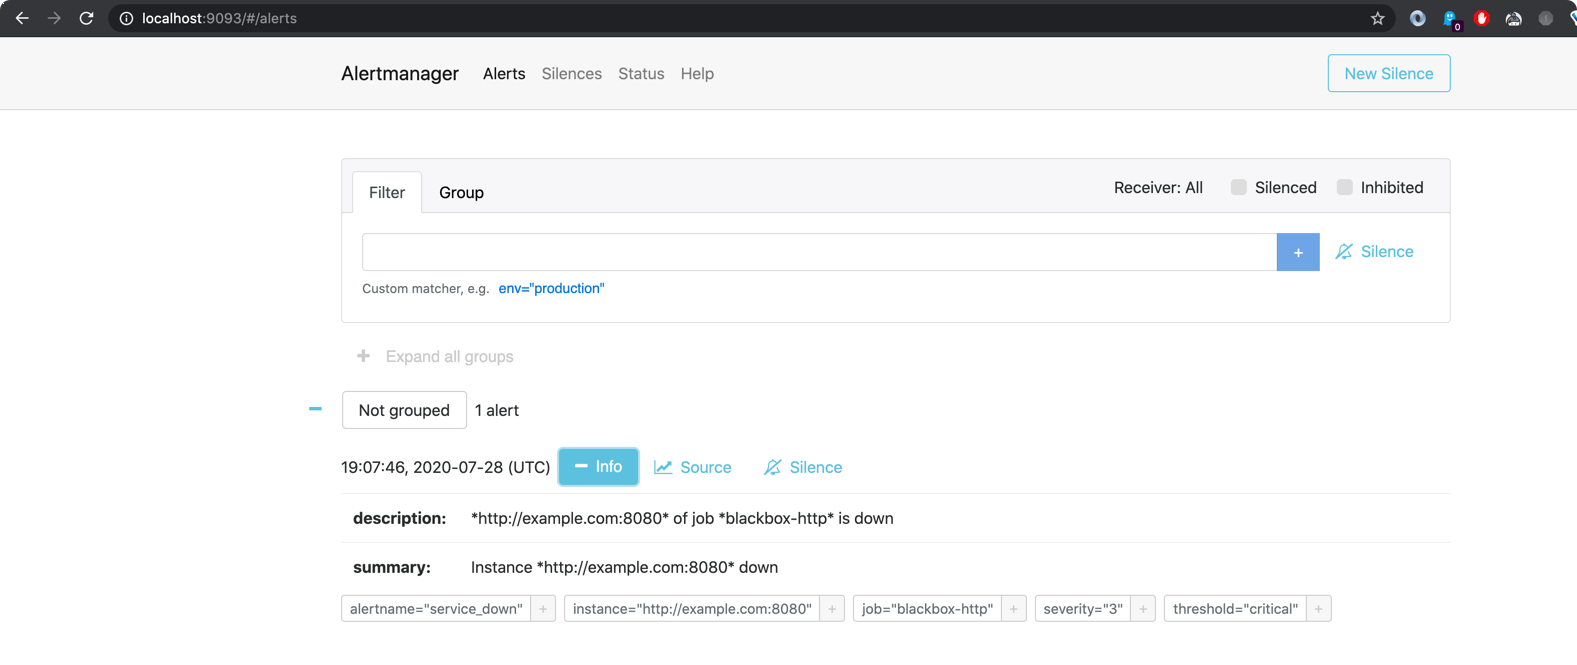 localhost:9093/#/alerts
0
Alertmanager Alerts Silences Status Help New Silence
Filter Group Receiver: All Silenced Inhibited
+ Silence
Custom matcher, e.g. env="production"
+ Expand all groups
Not grouped 1 alert
19:07:46, 2020-07-28 (UTC) Info Source Silence
description: *http://example.com:8080* of job *blackbox-http* is down
summary: Instance *http://example.com:8080* down
alertname="service_down" + instance="http://example.com:8080" + job="blackbox-http" + severity="3" + threshold="critical" +